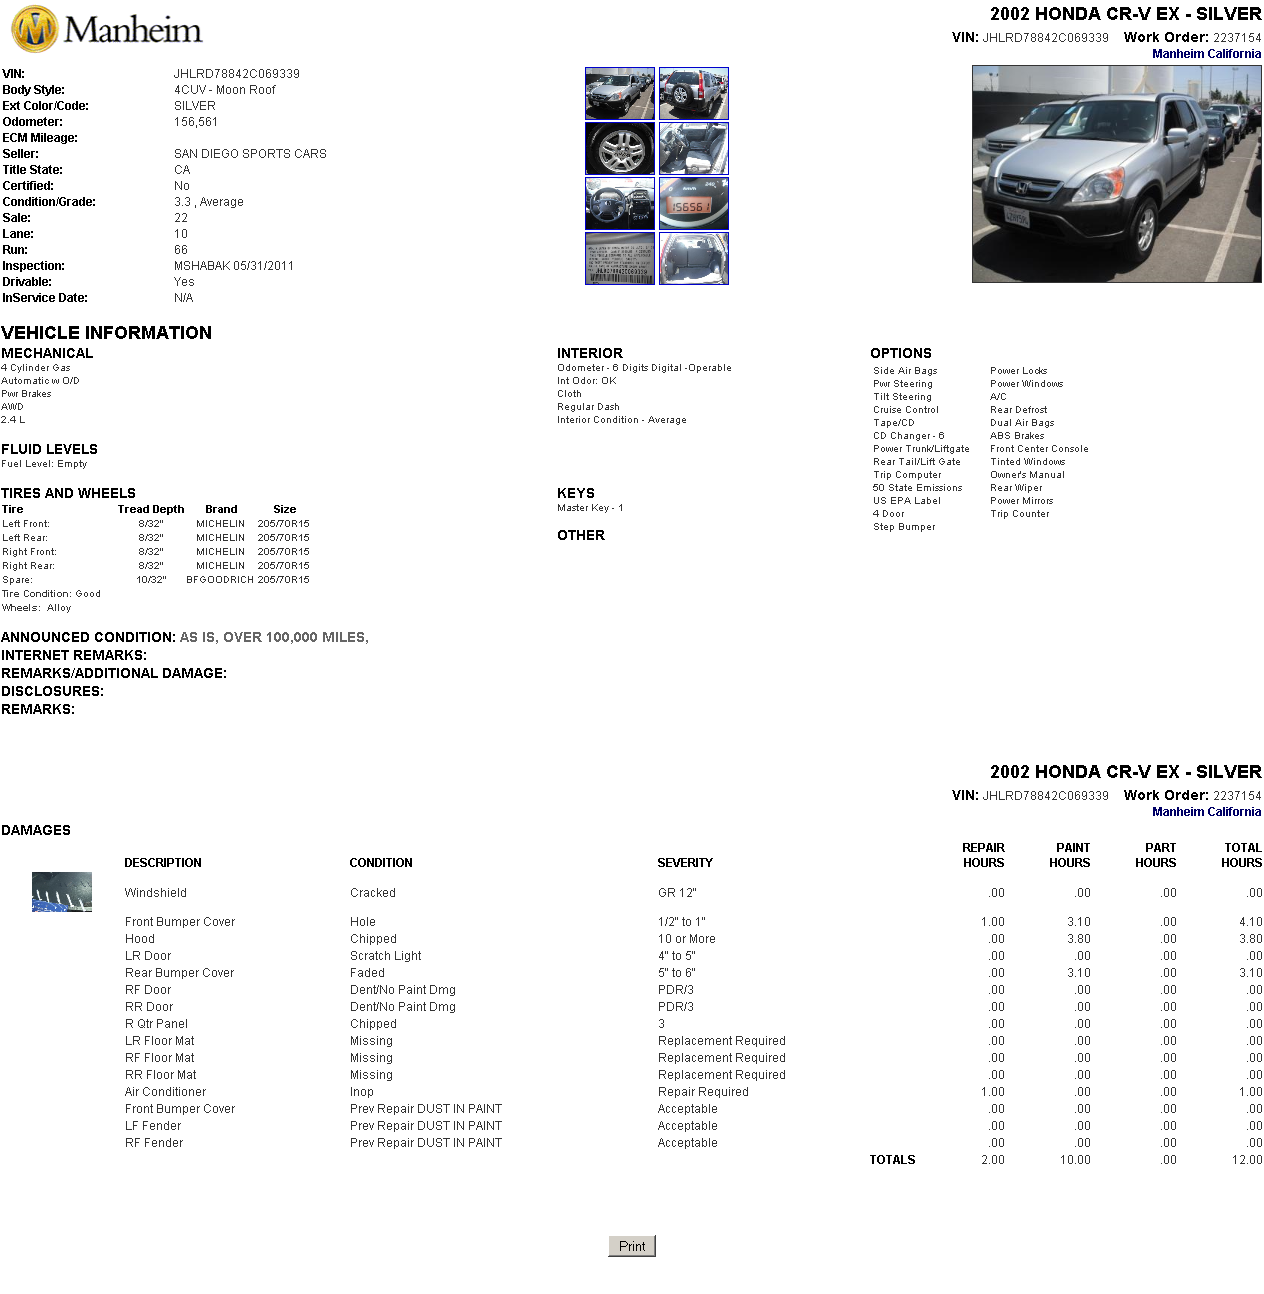 Manheim
2002 HONDA CR-V EX - SILVER
VIN: JHLRD78842C069339 Work Order: 2237154
Manheim California
VIN: JHLRD78842C069339
Body Style: 4CUV - Moon Roof
Ext Color/Code: SILVER
Odometer: 156,561
ECM Mileage:
Seller: SAN DIEGO SPORTS CARS
Title State: CA
Certified: No
Condition/Grade: 3.3 , Average
Sale: 22
Lane: 10
Run: 66
Inspection: MSHABAK 05/31/2011
Drivable: Yes
InService Date: N/A
156561
JHLRD78842C069339
VEHICLE INFORMATION
MECHANICAL
4 Cylinder Gas
Automatic w O/D
Pwr Brakes
AWD
2.4 L
FLUID LEVELS
Fuel Level: Empty
TIRES AND WHEELS
Tire Tread Depth Brand Size
Left Front: 8/32" MICHELIN 205/70R15
Left Rear: 8/32" MICHELIN 205/70R15
Right Front: 8/32" MICHELIN 205/70R15
Right Rear: 8/32" MICHELIN 205/70R15
Spare: 10/32" BFGOODRICH 205/70R15
Tire Condition: Good
Wheels: Alloy
INTERIOR
Odometer - 6 Digits Digital -Operable
Int Odor: OK
Cloth
Regular Dash
Interior Condition - Average
KEYS
Master Key - 1
OTHER
OPTIONS
Side Air Bags Power Locks
Pwr Steering Power Windows
Tilt Steering A/C
Cruise Control Rear Defrost
Tape/CD Dual Air Bags
CD Changer - 6 ABS Brakes
Power Trunk/Liftgate Front Center Console
Rear Tail/Lift Gate Tinted Windows
Trip Computer Owner's Manual
50 State Emissions Rear Wiper
US EPA Label Power Mirrors
4 Door Trip Counter
Step Bumper
ANNOUNCED CONDITION: AS IS, OVER 100,000 MILES,
INTERNET REMARKS:
REMARKS/ADDITIONAL DAMAGE:
DISCLOSURES:
REMARKS:
2002 HONDA CR-V EX - SILVER
VIN: JHLRD78842C069339 Work Order: 2237154
Manheim California
DAMAGES
DESCRIPTION CONDITION SEVERITY REPAIR HOURS PAINT HOURS PART HOURS TOTAL HOURS
Windshield Cracked GR 12" .00 .00 .00 .00
Front Bumper Cover Hole 1/2" to 1" 1.00 3.10 .00 4.10
Hood Chipped 10 or More .00 3.80 .00 3.80
LR Door Scratch Light 4" to 5" .00 .00 .00 .00
Rear Bumper Cover Faded 5" to 6" .00 3.10 .00 3.10
RF Door Dent/No Paint Dmg PDR/3 .00 .00 .00 .00
RR Door Dent/No Paint Dmg PDR/3 .00 .00 .00 .00
R Qtr Panel Chipped 3 .00 .00 .00 .00
LR Floor Mat Missing Replacement Required .00 .00 .00 .00
RF Floor Mat Missing Replacement Required .00 .00 .00 .00
RR Floor Mat Missing Replacement Required .00 .00 .00 .00
Air Conditioner Inop Repair Required 1.00 .00 .00 1.00
Front Bumper Cover Prev Repair DUST IN PAINT Acceptable .00 .00 .00 .00
LF Fender Prev Repair DUST IN PAINT Acceptable .00 .00 .00 .00
RF Fender Prev Repair DUST IN PAINT Acceptable .00 .00 .00 .00
TOTALS 2.00 10.00 .00 12.00
Print